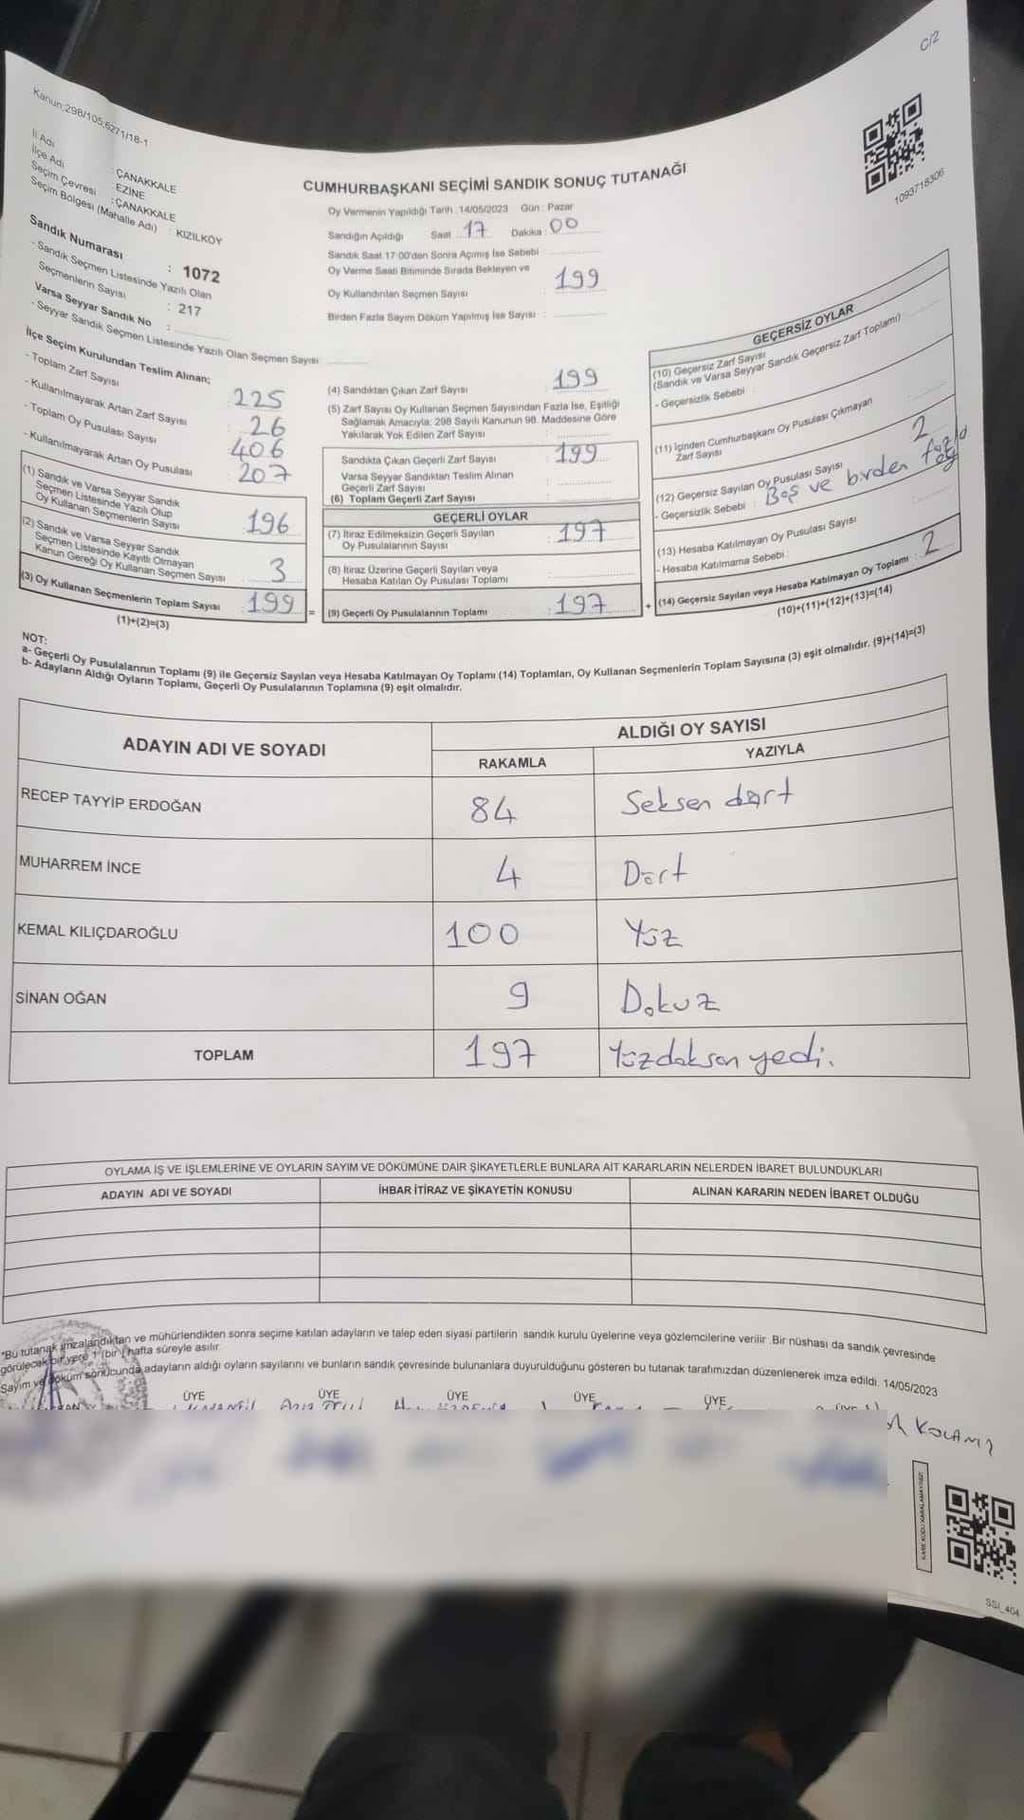 C/2
Kanun:298/105,6271/18-1
1093718306
İl Adı : ÇANAKKALE
İlçe Adı : EZİNE
Seçim Çevresi : ÇANAKKALE
Seçim Bölgesi (Mahalle Adı) : KIZILKÖY
Sandık Numarası : 1072
- Sandık Seçmen Listesinde Yazılı Olan
Seçmenlerin Sayısı : 217
Varsa Seyyar Sandık No :
- Seyyar Sandık Seçmen Listesinde Yazılı Olan Seçmen Sayısı
CUMHURBAŞKANI SEÇİMİ SANDIK SONUÇ TUTANAĞI
Oy Vermenin Yapıldığı Tarih : 14/05/2023 Gün : Pazar
Sandığın Açıldığı Saat : 17 Dakika : 00
Sandık Saat 17:00'den Sonra Açılmış İse Sebebi
Oy Verme Saati Bitiminde Sırada Bekleyen ve
Oy Kullandırılan Seçmen Sayısı : 199
Birden Fazla Sayım Döküm Yapılmış İse Sayısı :
İlçe Seçim Kurulundan Teslim Alınan;
- Toplam Zarf Sayısı : 225
- Kullanılmayarak Artan Zarf Sayısı : 26
- Toplam Oy Pusulası Sayısı : 406
- Kullanılmayarak Artan Oy Pusulası : 207
(1) Sandık ve Varsa Seyyar Sandık
Seçmen Listesinde Yazılı Olup
Oy Kullanan Seçmenlerin Sayısı : 196
(2) Sandık ve Varsa Seyyar Sandık
Seçmen Listesinde Kayıtlı Olmayan
Kanun Gereği Oy Kullanan Seçmen Sayısı : 3
(3) Oy Kullanan Seçmenlerin Toplam Sayısı : 199
(1)+(2)=(3)
=
(4) Sandıktan Çıkan Zarf Sayısı : 199
(5) Zarf Sayısı Oy Kullanan Seçmen Sayısından Fazla İse, Eşitliği
Sağlamak Amacıyla; 298 Sayılı Kanunun 98. Maddesine Göre
Yakılarak Yok Edilen Zarf Sayısı :
Sandıkta Çıkan Geçerli Zarf Sayısı : 199
Varsa Seyyar Sandıktan Teslim Alınan
Geçerli Zarf Sayısı :
(6) Toplam Geçerli Zarf Sayısı :
GEÇERLİ OYLAR
(7) İtiraz Edilmeksizin Geçerli Sayılan
Oy Pusulalarının Sayısı : 197
(8) İtiraz Üzerine Geçerli Sayılan veya
Hesaba Katılan Oy Pusulası Toplamı :
(9) Geçerli Oy Pusulalarının Toplamı : 197
+
GEÇERSİZ OYLAR
(10) Geçersiz Zarf Sayısı
(Sandık ve Varsa Seyyar Sandık Geçersiz Zarf Toplamı)
- Geçersizlik Sebebi :
(11) İçinden Cumhurbaşkanı Oy Pusulası Çıkmayan
Zarf Sayısı
(12) Geçersiz Sayılan Oy Pusulası Sayısı : 2
- Geçersizlik Sebebi : Boş ve birden fazla
(13) Hesaba Katılmayan Oy Pusulası Sayısı
- Hesaba Katılmama Sebebi :
(14) Geçersiz Sayılan veya Hesaba Katılmayan Oy Toplamı : 2
(10)+(11)+(12)+(13)=(14)
NOT:
a- Geçerli Oy Pusulalarının Toplamı (9) ile Geçersiz Sayılan veya Hesaba Katılmayan Oy Toplamı (14) Toplamları, Oy Kullanan Seçmenlerin Toplam Sayısına (3) eşit olmalıdır. (9)+(14)=(3)
b- Adayların Aldığı Oyların Toplamı, Geçerli Oy Pusulalarının Toplamına (9) eşit olmalıdır.
ADAYIN ADI VE SOYADI
ALDIĞI OY SAYISI
RAKAMLA YAZIYLA
RECEP TAYYİP ERDOĞAN 84 Seksen dört
MUHARREM İNCE 4 Dört
KEMAL KILIÇDAROĞLU 100 Yüz
SİNAN OĞAN 9 Dokuz
TOPLAM 197 Yüzdoksan yedi.
OYLAMA İŞ VE İŞLEMLERİNE VE OYLARIN SAYIM VE DÖKÜMÜNE DAİR ŞİKAYETLERLE BUNLARA AİT KARARLARIN NELERDEN İBARET BULUNDUKLARI
ADAYIN ADI VE SOYADI İHBAR İTİRAZ VE ŞİKAYETİN KONUSU ALINAN KARARIN NEDEN İBARET OLDUĞU
*Bu tutanak imzalandıktan ve mühürlendikten sonra seçime katılan adayların ve talep eden siyasi partilerin sandık kurulu üyelerine veya gözlemcilerine verilir. Bir nüshası da sandık çevresinde
görülecek bir yere 1 (bir) hafta süreyle asılır.
Sayım ve döküm sonucunda adayların aldığı oyların sayılarını ve bunların sandık çevresinde bulunanlara duyurulduğunu gösteren bu tutanak tarafımızdan düzenlenerek imza edildi. 14/05/2023
ÜYE ÜYE ÜYE ÜYE ÜYE
SSI_404